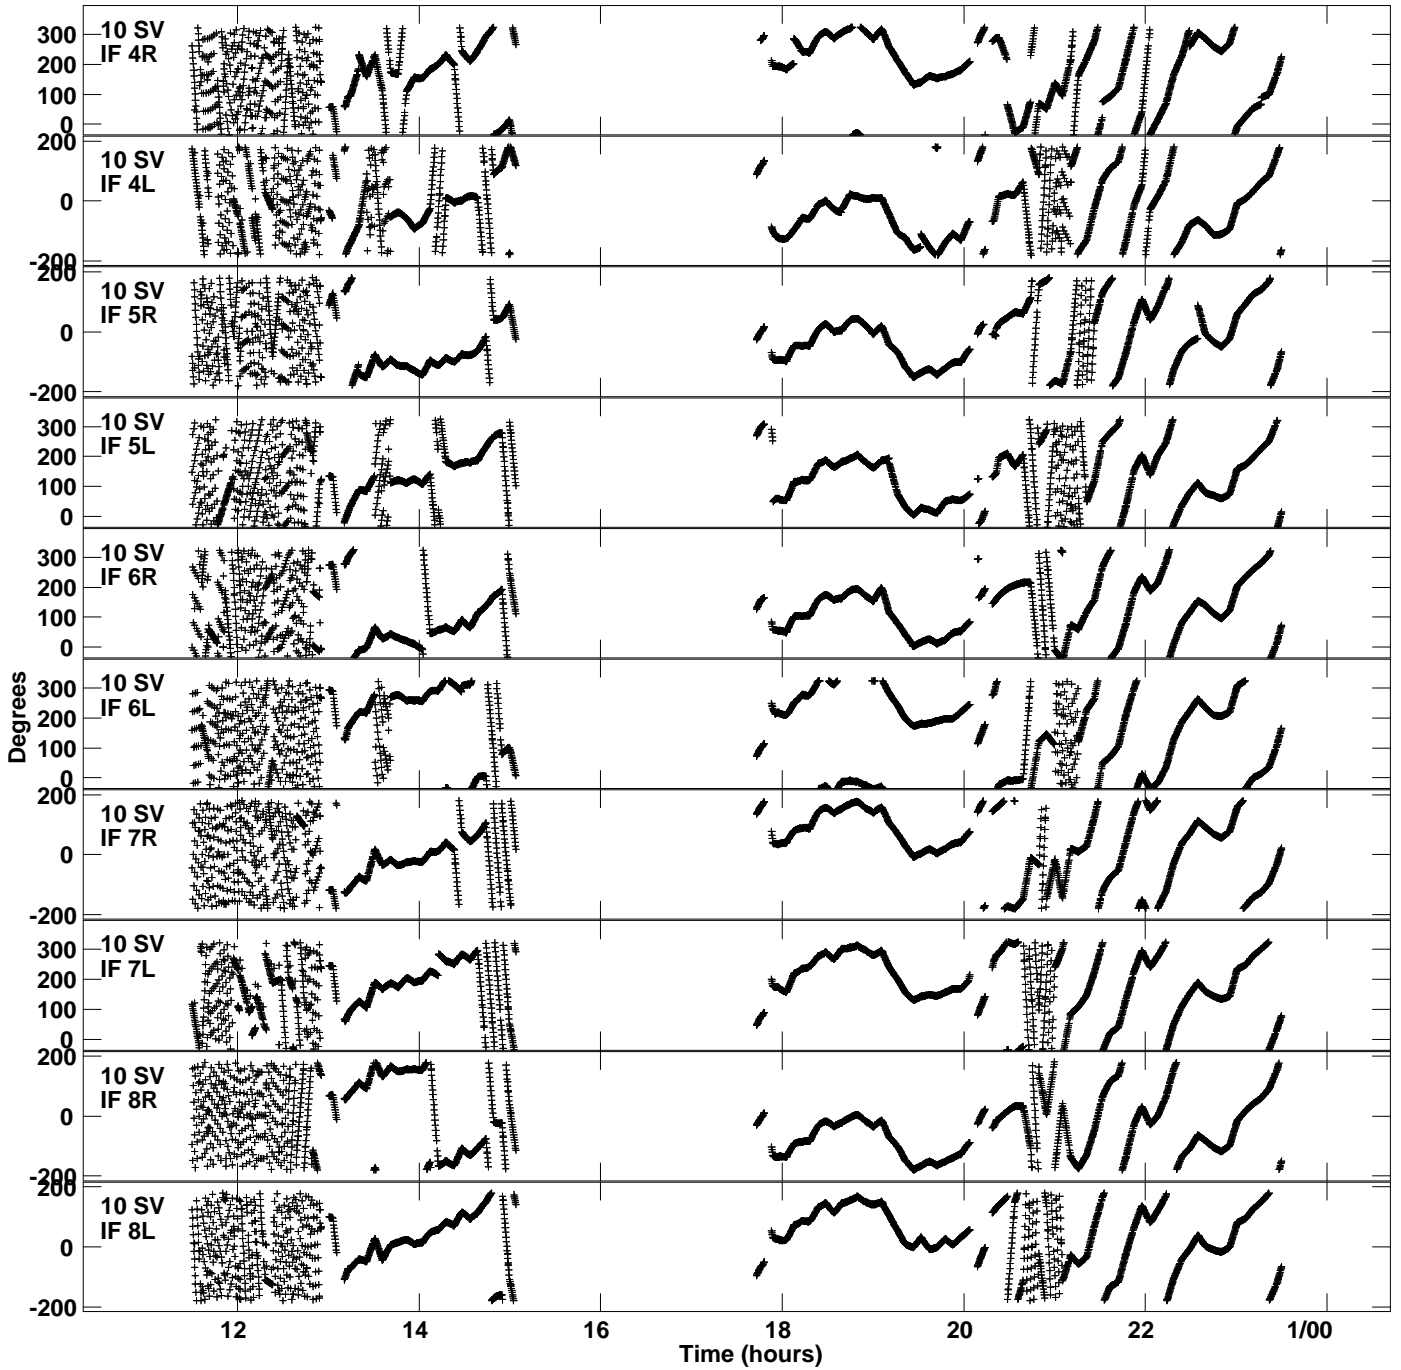 10 SV
IF 4R
300
200
100
0
10 SV
IF 4L
200
0
-200
10 SV
IF 5R
200
0
-200
10 SV
IF 5L
300
200
100
0
10 SV
IF 6R
300
200
100
0
10 SV
IF 6L
300
200
100
0
10 SV
IF 7R
200
0
-200
10 SV
IF 7L
300
200
100
0
10 SV
IF 8R
200
0
-200
10 SV
IF 8L
200
0
-200
Degrees
12 14 16 18 20 22 1/00
Time (hours)